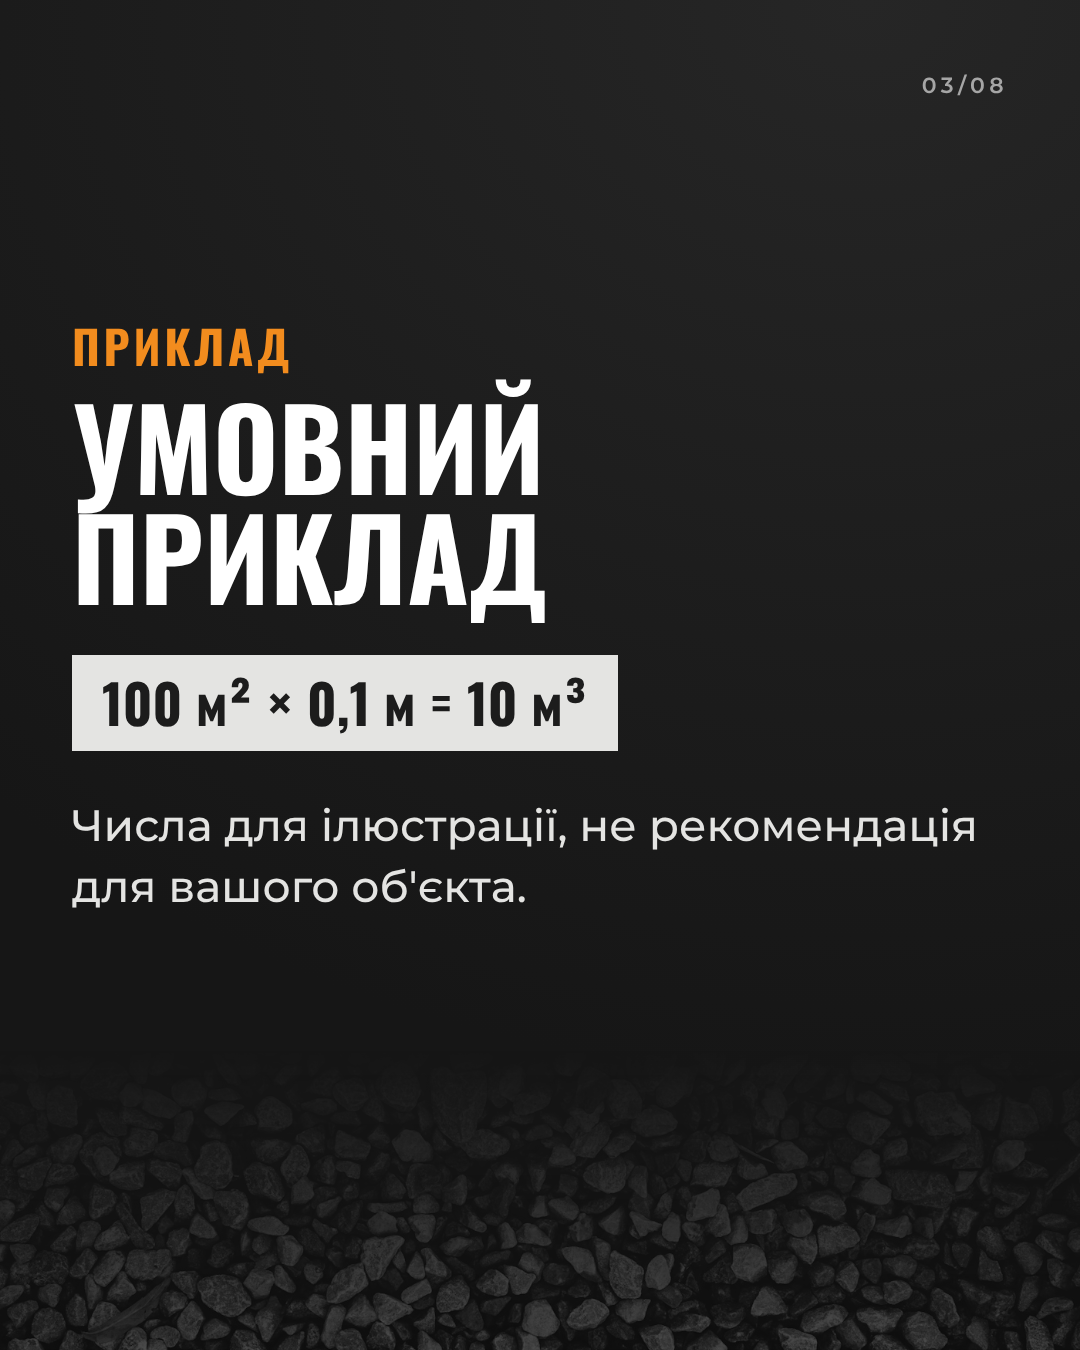 03/08
ПРИКЛАД
УМОВНИЙ
ПРИКЛАД
100 м² × 0,1 м = 10 м³
Числа для ілюстрації, не рекомендація
для вашого об'єкта.